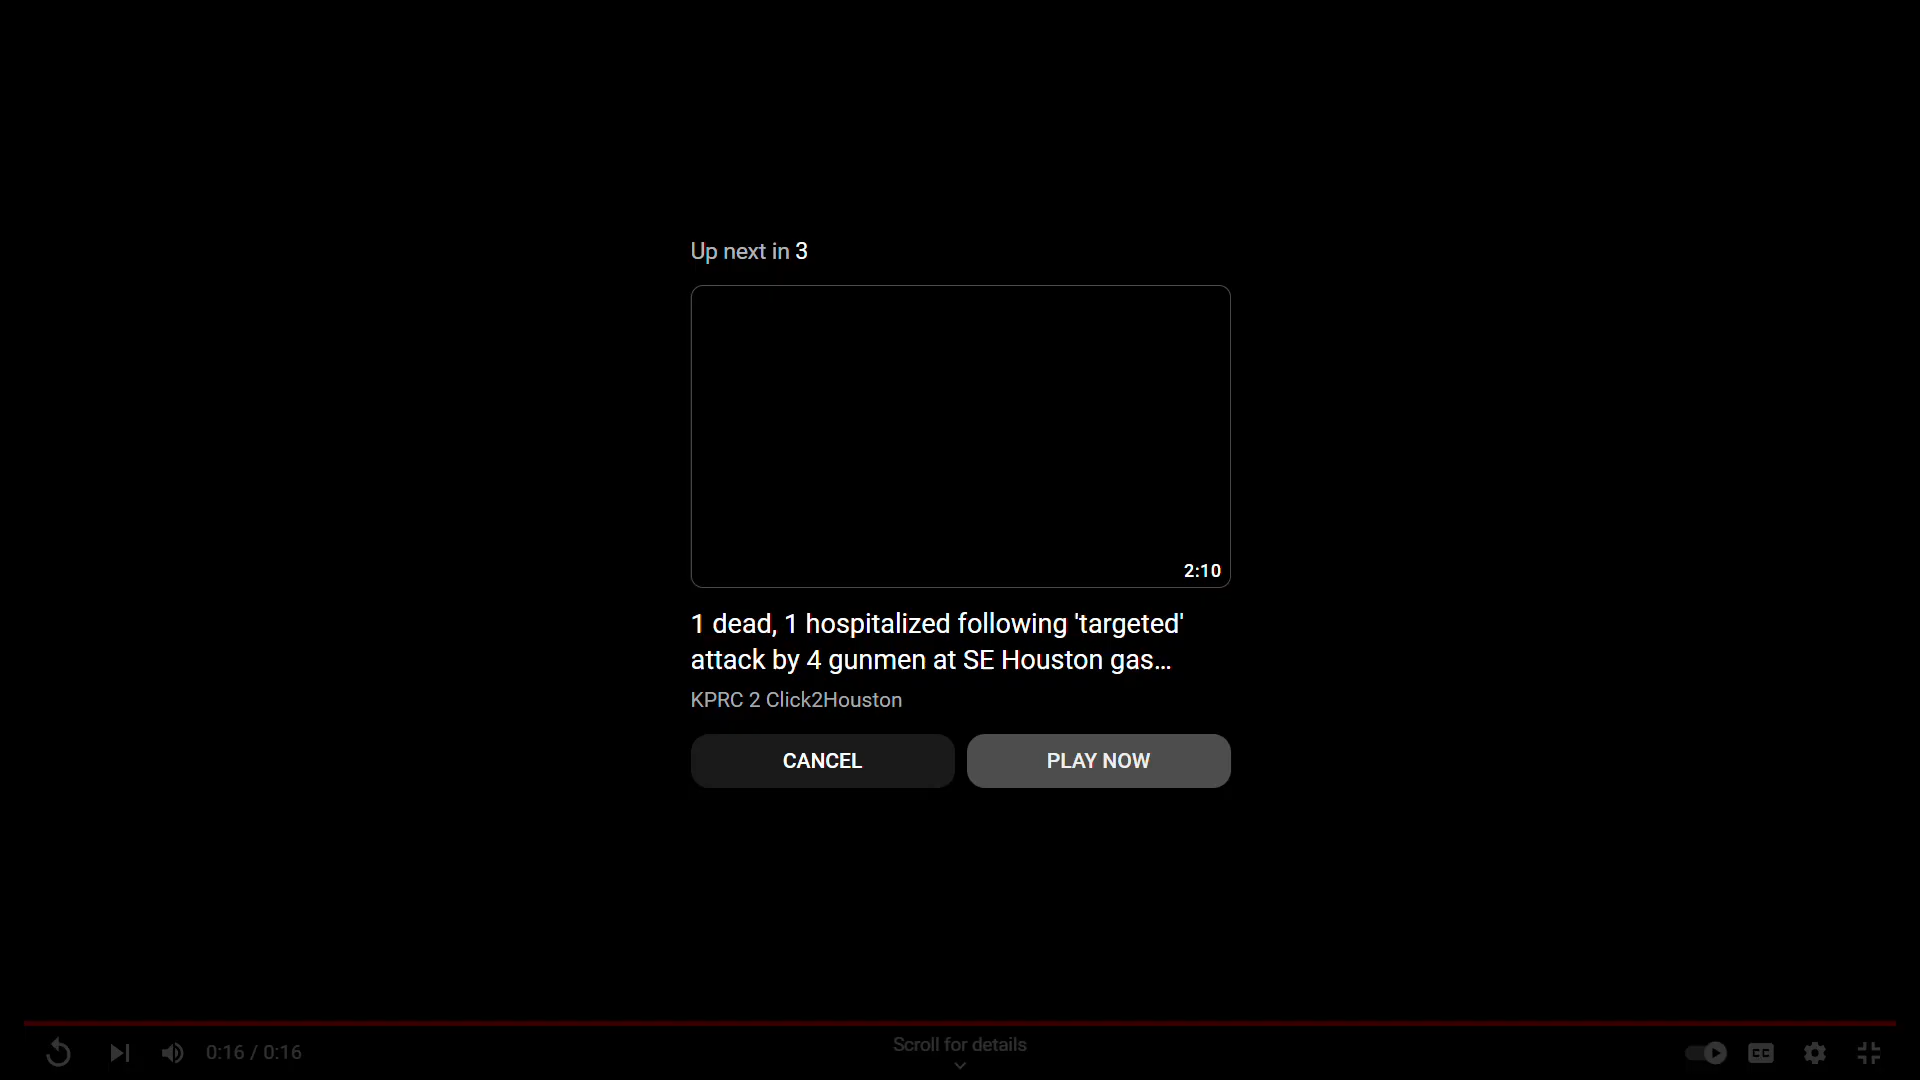 Up next in 3
2:10
1 dead, 1 hospitalized following 'targeted'
attack by 4 gunmen at SE Houston gas...
KPRC 2 Click2Houston
CANCEL
PLAY NOW
0:16 / 0:16
Scroll for details
CC